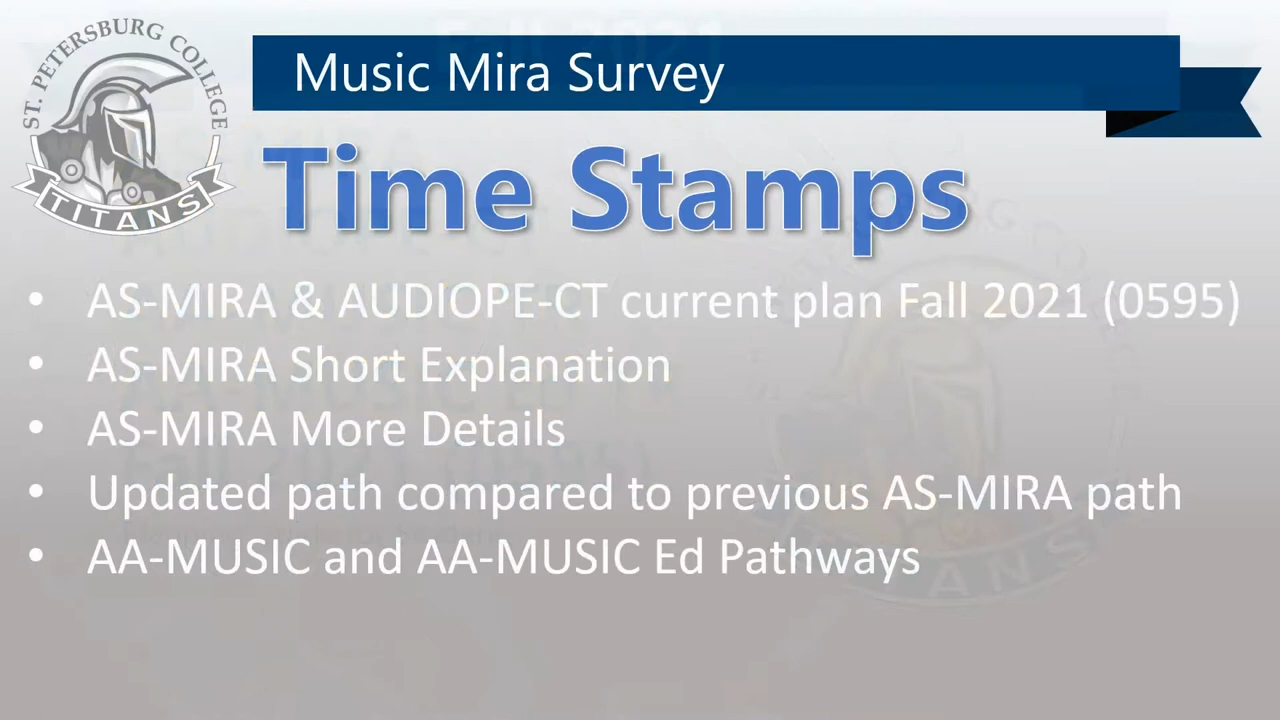 ST. PETERSBURG COLLEGE
TITANS
Music Mira Survey
Time Stamps
• AS-MIRA & AUDIOPE-CT current plan Fall 2021 (0595)
• AS-MIRA Short Explanation
• AS-MIRA More Details
• Updated path compared to previous AS-MIRA path
• AA-MUSIC and AA-MUSIC Ed Pathways